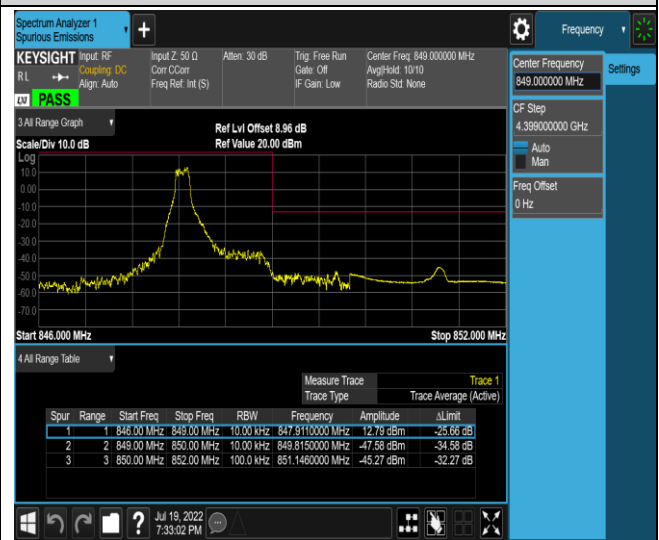 Spectrum Analyzer 1
Spurious Emissions
Frequency
KEYSIGHT Input: RF Input Z: 50 Ω Atten: 30 dB Trig: Free Run Center Freq: 849.000000 MHz
R L Coupling: DC Corr CCorr Gate: Off Avg|Hold: 10/10
Align: Auto Freq Ref: Int (S) IF Gain: Low Radio Std: None
LXI PASS
Center Frequency
849.000000 MHz
Settings
CF Step
4.399000000 GHz
Auto
Man
Freq Offset
0 Hz
3 All Range Graph
Ref Lvl Offset 8.96 dB
Scale/Div 10.0 dB Ref Value 20.00 dBm
Log
10.0
0.00
-10.0
-20.0
-30.0
-40.0
-50.0
-60.0
-70.0
Start 846.000 MHz Stop 852.000 MHz
4 All Range Table
Measure Trace Trace 1
Trace Type Trace Average (Active)
Spur Range Start Freq Stop Freq RBW Frequency Amplitude ΔLimit
1 1 846.00 MHz 849.00 MHz 10.00 kHz 847.9110000 MHz 12.79 dBm -25.66 dB
2 2 849.00 MHz 850.00 MHz 10.00 kHz 849.8150000 MHz -47.58 dBm -34.58 dB
3 3 850.00 MHz 852.00 MHz 100.0 kHz 851.1460000 MHz -45.27 dBm -32.27 dB
Jul 19, 2022
7:33:02 PM